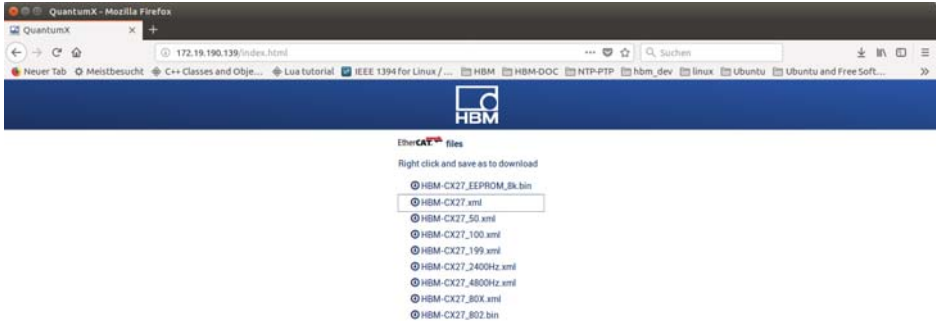 QuantumX - Mozilla Firefox
QuantumX
172.19.190.139/index.html
Suchen
Neuer Tab Meistbesucht C++ Classes and Obje... Lua tutorial IEEE 1394 for Linux / ... HBM HBM-DOC NTP-PTP hbm_dev linux Ubuntu Ubuntu and Free Soft...
HBM
EtherCAT files
Right click and save as to download
HBM-CX27_EEPROM_8k.bin
HBM-CX27.xml
HBM-CX27_50.xml
HBM-CX27_100.xml
HBM-CX27_199.xml
HBM-CX27_2400Hz.xml
HBM-CX27_4800Hz.xml
HBM-CX27_80X.xml
HBM-CX27_802.bin